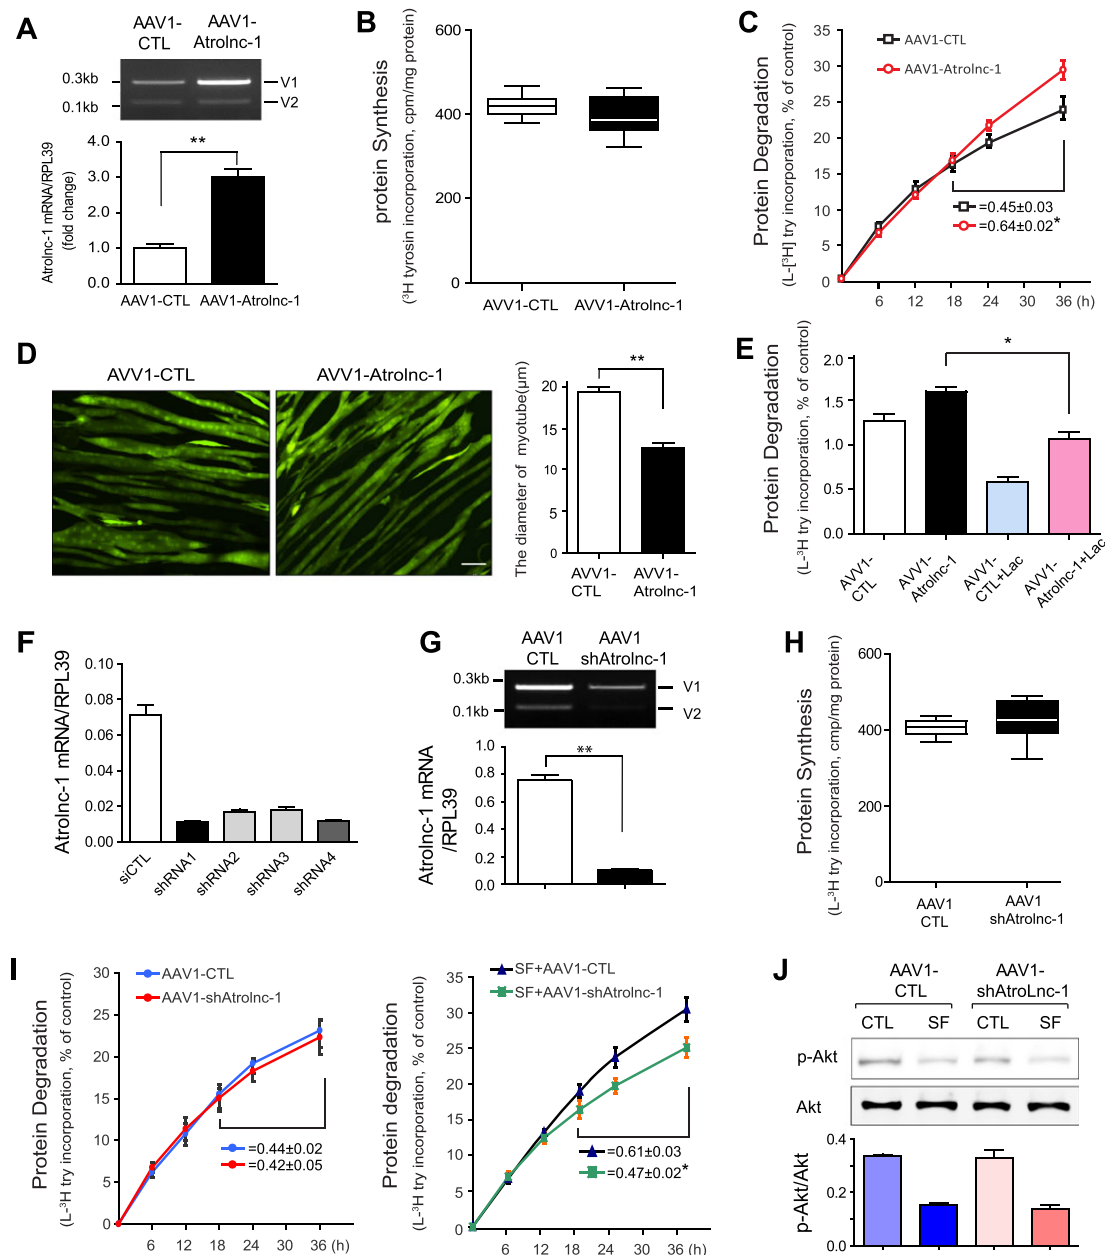 A
AAV1-
CTL
AAV1-
Atrolnc-1
0.3kb
0.1kb
V1
V2
Atrolnc-1 mRNA/RPL39
(fold change)
4.0
3.0
2.0
1.0
0.0
**
AAV1-CTL
AAV1-Atrolnc-1
B
protein Synthesis
(³H tyrosin incorporation, cpm/mg protein)
600
400
200
0
AVV1-CTL
AVV1-Atrolnc-1
C
Protein Degradation
(L-[³H] try incorporation, % of control)
35
30
25
20
15
10
5
0
AAV1-CTL
AAV1-Atrolnc-1
=0.45±0.03
=0.64±0.02*
6 12 18 24 30 36 (h)
D
AVV1-CTL
AVV1-Atrolnc-1
The diameter of myotube(μm)
20
15
10
5
0
**
AVV1-
CTL
AVV1-
Atrolnc-1
E
Protein Degradation
(L-³H try incorporation, % of control)
2.0
1.5
1.0
0.5
0.0
*
AVV1-
CTL
AVV1-
Atrolnc-1
AVV1-
CTL+Lac
AVV1-
Atrolnc-1+Lac
F
Atrolnc-1 mRNA/RPL39
0.10
0.08
0.06
0.04
0.02
0.00
siCTL
shRNA1
shRNA2
shRNA3
shRNA4
G
AAV1
CTL
AAV1
shAtrolnc-1
0.3kb
0.1kb
V1
V2
Atrolnc-1 mRNA
/RPL39
1.0
0.8
0.6
0.4
0.2
0.0
**
H
Protein Synthesis
(L-³H try incorporation, cmp/mg protein)
600
400
200
0
AAV1
CTL
AAV1
shAtrolnc-1
I
Protein Degradation
(L-³H try incorporation, % of control)
30
25
20
15
10
5
0
AAV1-CTL
AAV1-shAtrolnc-1
=0.44±0.02
=0.42±0.05
6 12 18 24 30 36 (h)
Protein degradation
(L-³H try incorporation, % of control)
35
30
25
20
15
10
5
0
SF+AAV1-CTL
SF+AAV1-shAtrolnc-1
=0.61±0.03
=0.47±0.02*
6 12 18 24 30 36 (h)
J
AAV1-
CTL
AAV1-
shAtroLnc-1
CTL SF CTL SF
p-Akt
Akt
p-Akt/Akt
0.4
0.2
0.0